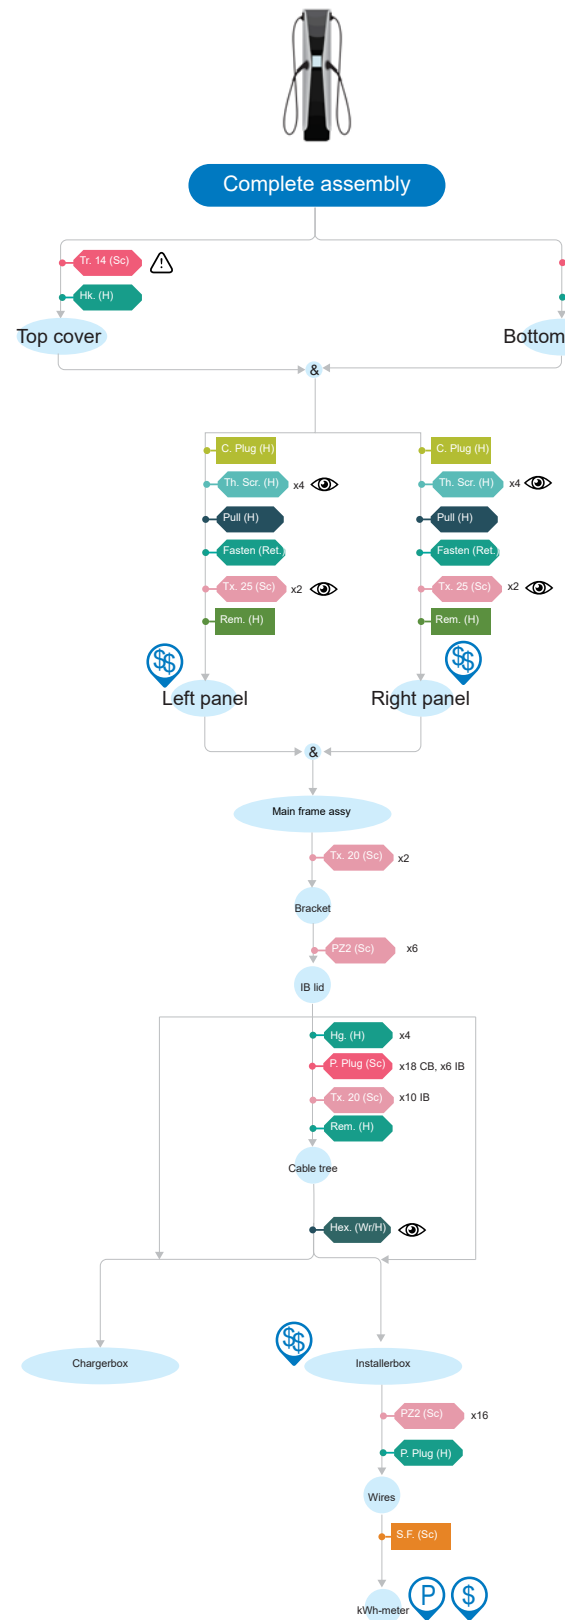 Complete assembly
Tr. 14 (Sc)
Hk. (H)
Top cover
Bottom
&
C. Plug (H)
C. Plug (H)
Th. Scr. (H) x4
Th. Scr. (H) x4
Pull (H)
Pull (H)
Fasten (Ret.)
Fasten (Ret.)
Tx. 25 (Sc) x2
Tx. 25 (Sc) x2
Rem. (H)
Rem. (H)
$$
$$
Left panel
Right panel
&
Main frame assy
Tx. 20 (Sc) x2
Bracket
PZ2 (Sc) x6
IB lid
Hg. (H) x4
P. Plug (Sc) x18 CB, x6 IB
Tx. 20 (Sc) x10 IB
Rem. (H)
Cable tree
Hex. (Wr/H)
$$
Chargerbox
Installerbox
PZ2 (Sc) x16
P. Plug (H)
Wires
S.F. (Sc)
kWh-meter
P
$